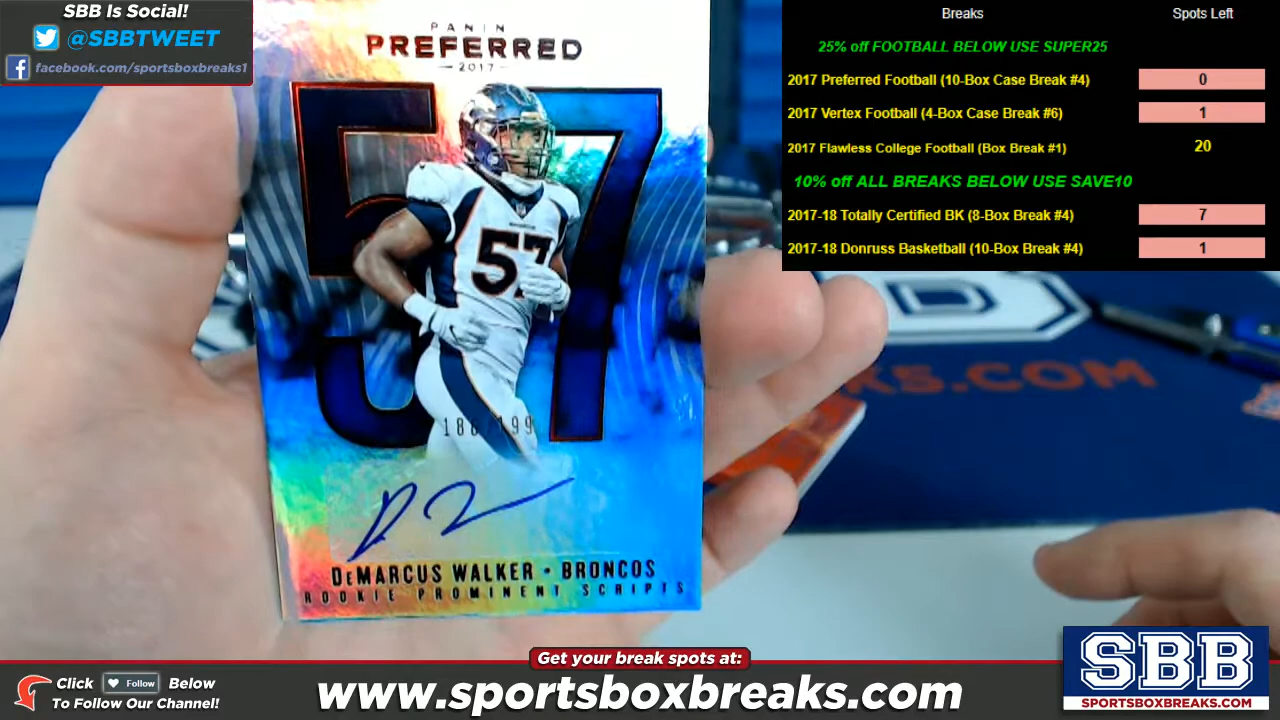 SBB Is Social!
@SBBTWEET
facebook.com/sportsboxbreaks1
PANINI
PREFERRED
2017
57
57
199
DeMARCUS WALKER • BRONCOS
ROOKIE PROMINENT SCRIPTS
Breaks Spots Left
25% off FOOTBALL BELOW USE SUPER25
2017 Preferred Football (10-Box Case Break #4) 0
2017 Vertex Football (4-Box Case Break #6) 1
2017 Flawless College Football (Box Break #1) 20
10% off ALL BREAKS BELOW USE SAVE10
2017-18 Totally Certified BK (8-Box Break #4) 7
2017-18 Donruss Basketball (10-Box Break #4) 1
KS.COM
Get your break spots at:
Click Follow Below
To Follow Our Channel!
www.sportsboxbreaks.com
SBB
SPORTSBOXBREAKS.COM